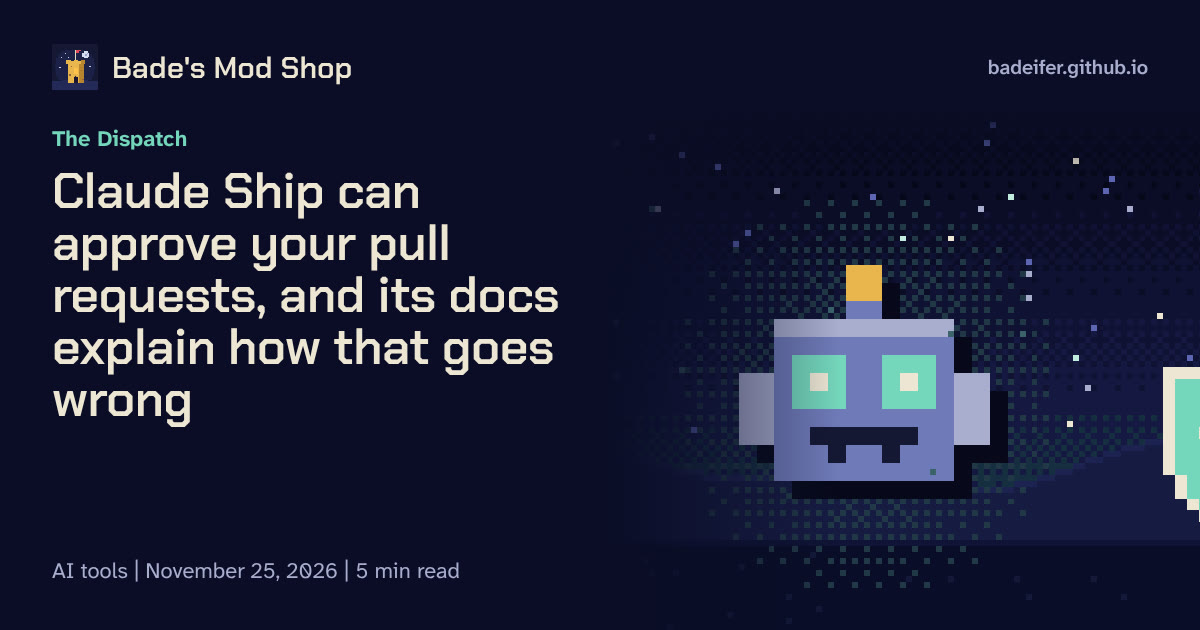 Bade's Mod Shop
badeifer.github.io
The Dispatch
Claude Ship can
approve your pull
requests, and its docs
explain how that goes
wrong
AI tools | November 25, 2026 | 5 min read